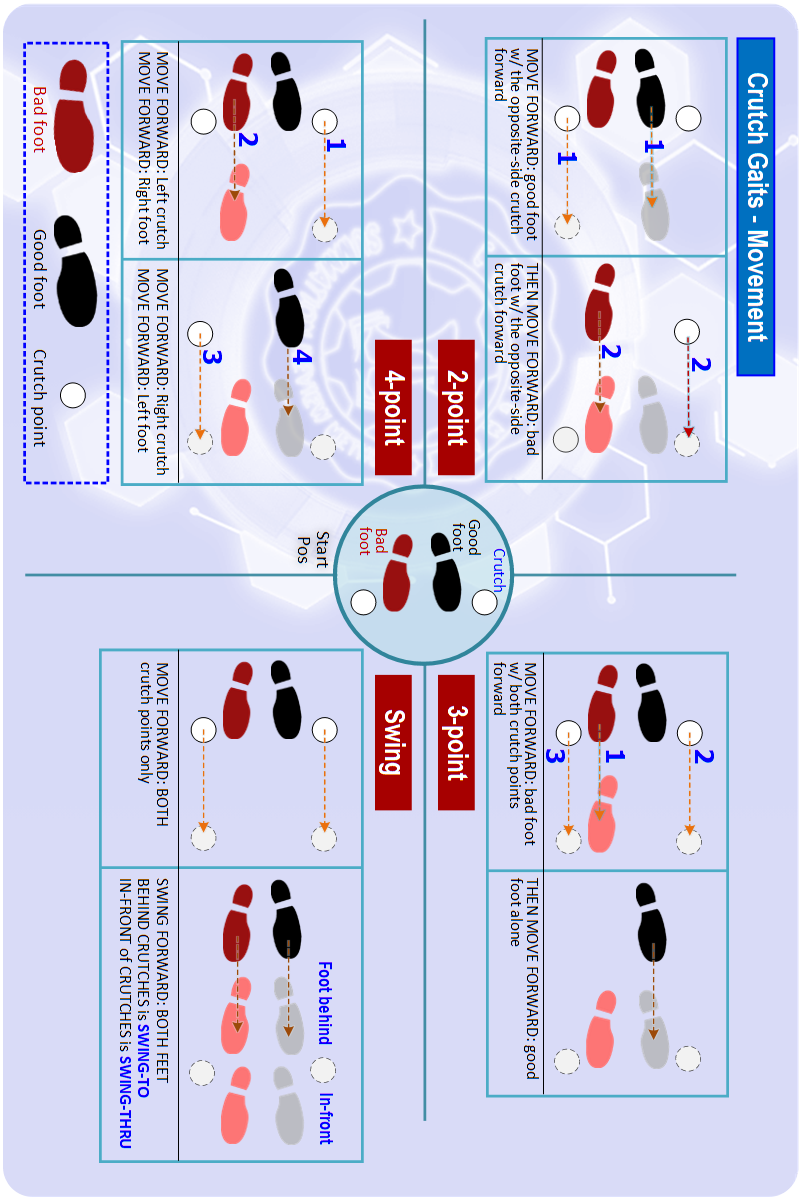 Crutch Gaits - Movement
1
1
MOVE FORWARD: good foot
w/ the opposite-side crutch
forward
2
2
THEN MOVE FORWARD: bad
foot w/ the opposite-side
crutch forward
2-point
2
1
3
MOVE FORWARD: bad foot
w/ both crutch points
forward
THEN MOVE FORWARD: good
foot alone
3-point
Crutch
Good
foot
Bad
foot
Start
Pos
4-point
1
2
MOVE FORWARD: Left crutch
MOVE FORWARD: Right foot
4
3
MOVE FORWARD: Right crutch
MOVE FORWARD: Left foot
Swing
MOVE FORWARD: BOTH
crutch points only
Foot behind
In-front
SWING FORWARD: BOTH FEET
BEHIND CRUTCHES is SWING-TO
IN-FRONT of CRUTCHES is SWING-THRU
Bad foot
Good foot
Crutch point